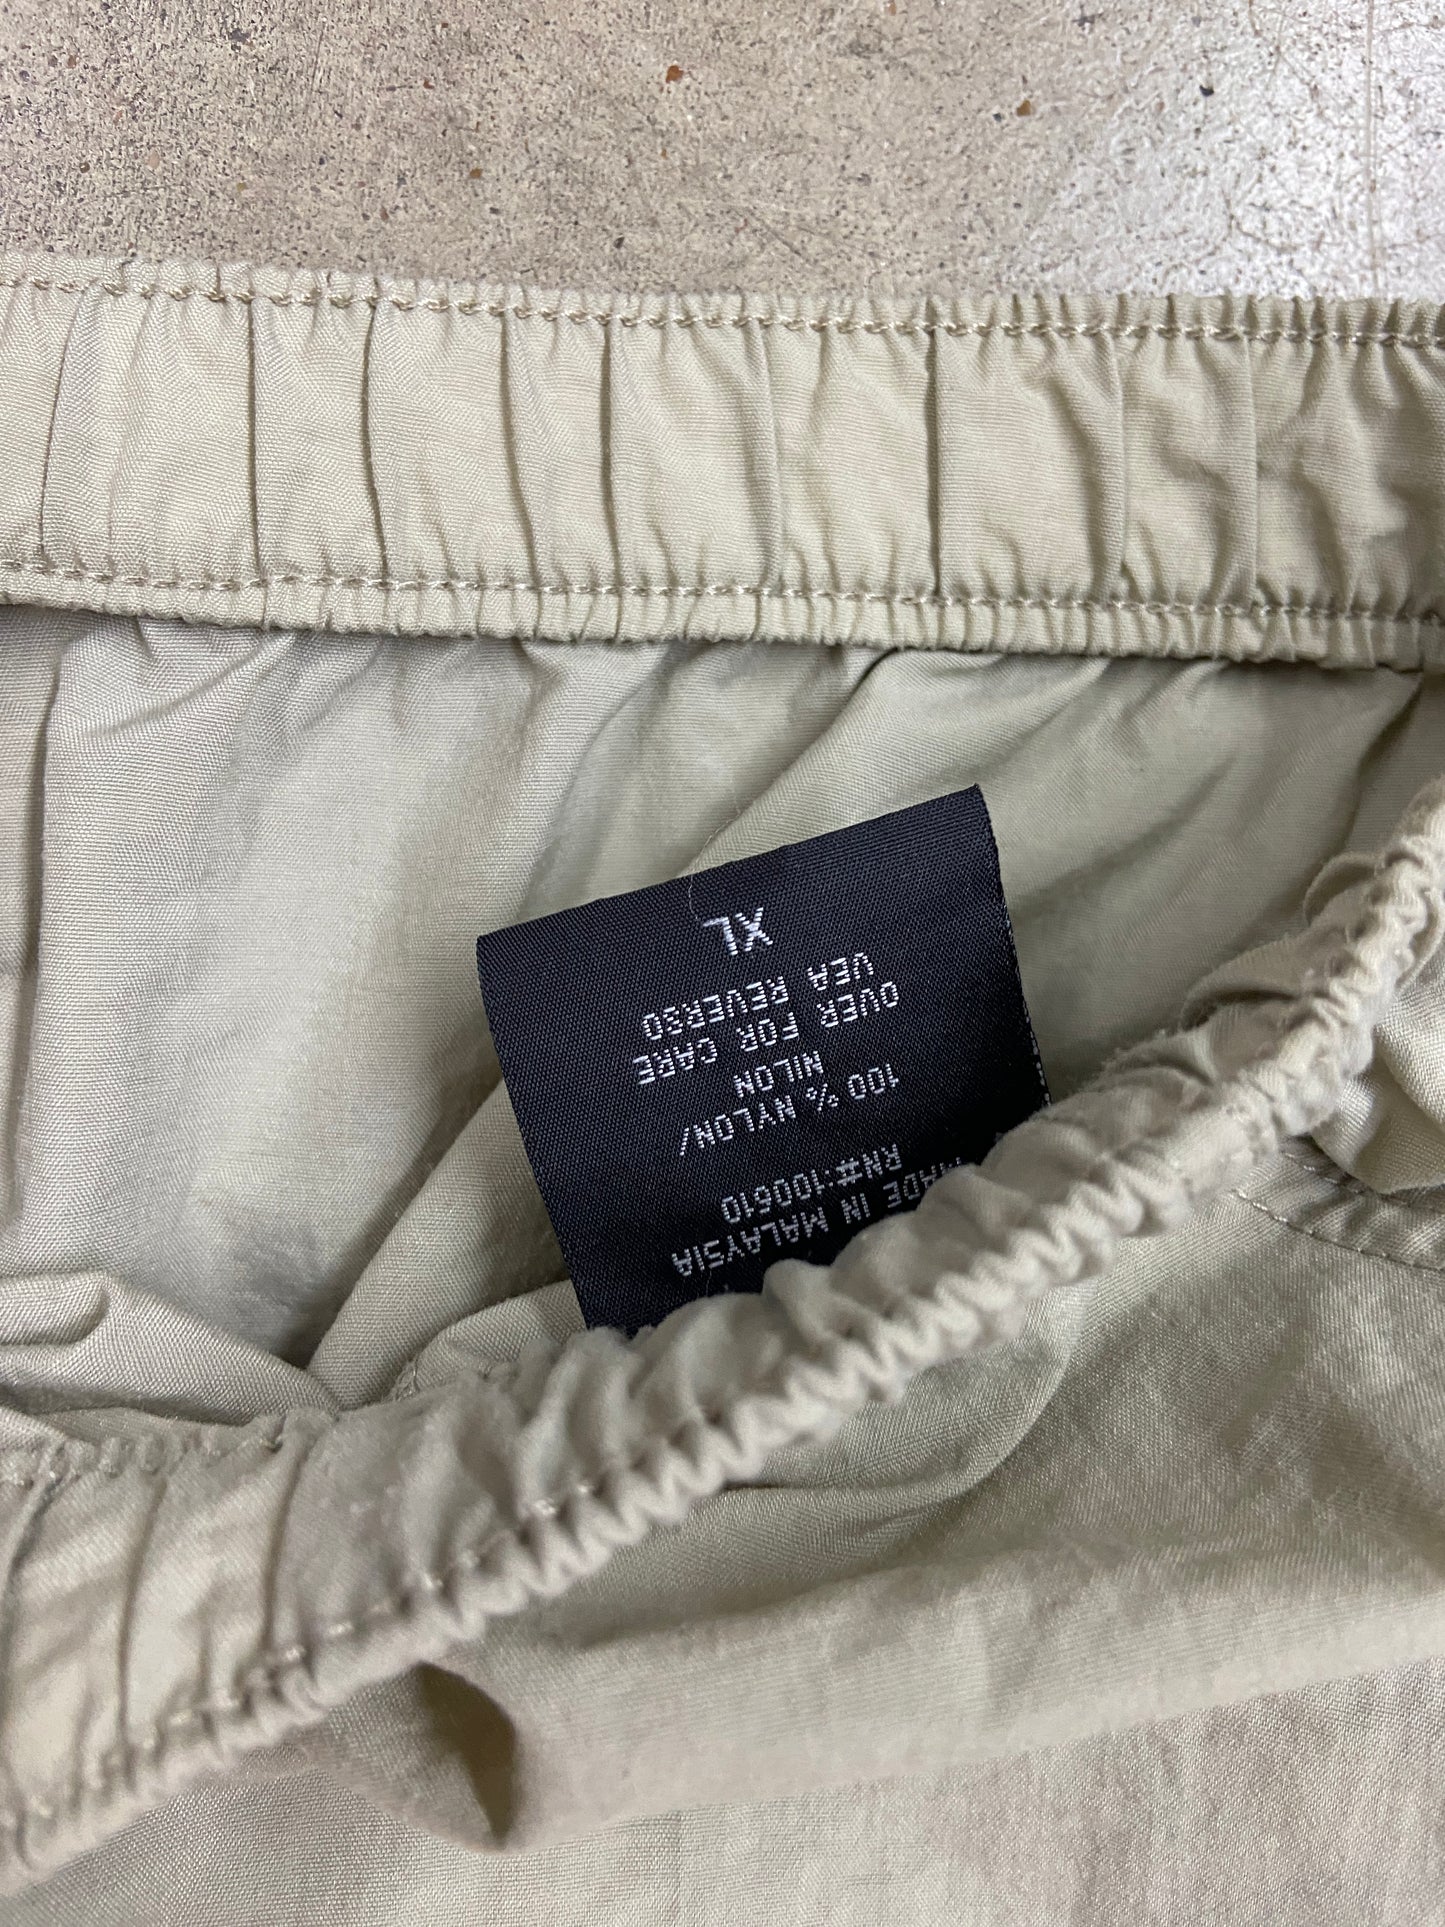 MADE IN MALAYSIA
RN#:100610
100 % NYLON/
NILON
OVER FOR CARE
VEA REVERSO
XL